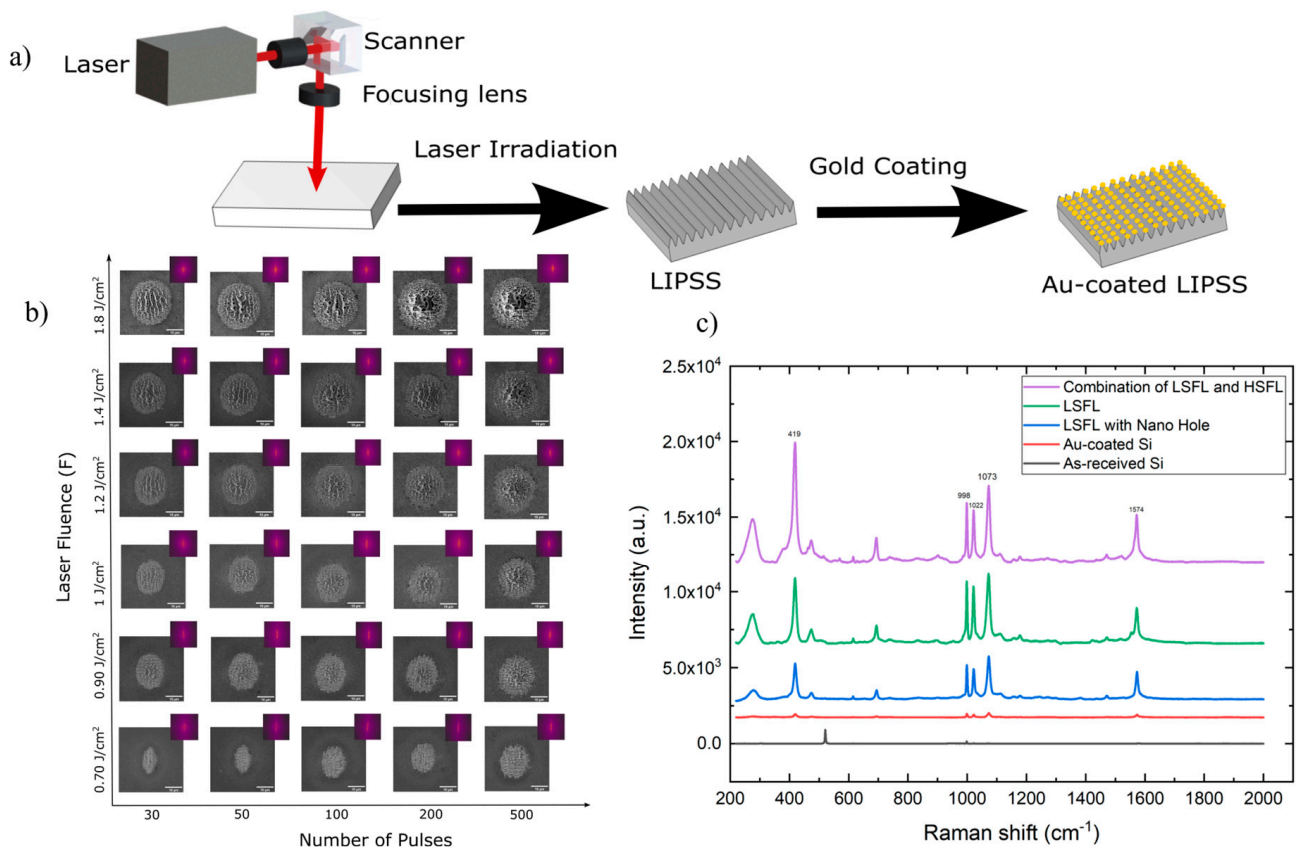 a)
Laser
Scanner
Focusing lens
Laser Irradiation
Gold Coating
LIPSS
Au-coated LIPSS
b)
Laser Fluence (F)
1.8 J/cm²
1.4 J/cm²
1.2 J/cm²
1 J/cm²
0.90 J/cm²
0.70 J/cm²
30 50 100 200 500
Number of Pulses
c)
Intensity (a.u.)
2.5x10⁴
2.0x10⁴
1.5x10⁴
1.0x10⁴
5.0x10³
0.0
Combination of LSFL and HSFL
LSFL
LSFL with Nano Hole
Au-coated Si
As-received Si
419
998
1022
1073
1574
200 400 600 800 1000 1200 1400 1600 1800 2000
Raman shift (cm⁻¹)